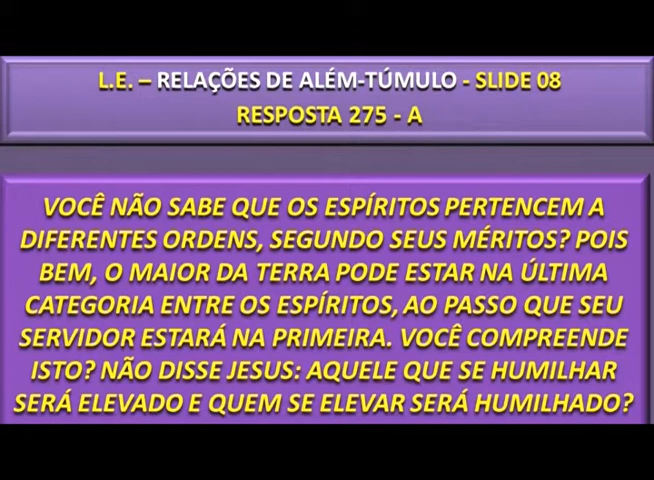 L.E. – RELAÇÕES DE ALÉM-TÚMULO - SLIDE 08
RESPOSTA 275 - A
VOCÊ NÃO SABE QUE OS ESPÍRITOS PERTENCEM A
DIFERENTES ORDENS, SEGUNDO SEUS MÉRITOS? POIS
BEM, O MAIOR DA TERRA PODE ESTAR NA ÚLTIMA
CATEGORIA ENTRE OS ESPÍRITOS, AO PASSO QUE SEU
SERVIDOR ESTARÁ NA PRIMEIRA. VOCÊ COMPREENDE
ISTO? NÃO DISSE JESUS: AQUELE QUE SE HUMILHAR
SERÁ ELEVADO E QUEM SE ELEVAR SERÁ HUMILHADO?